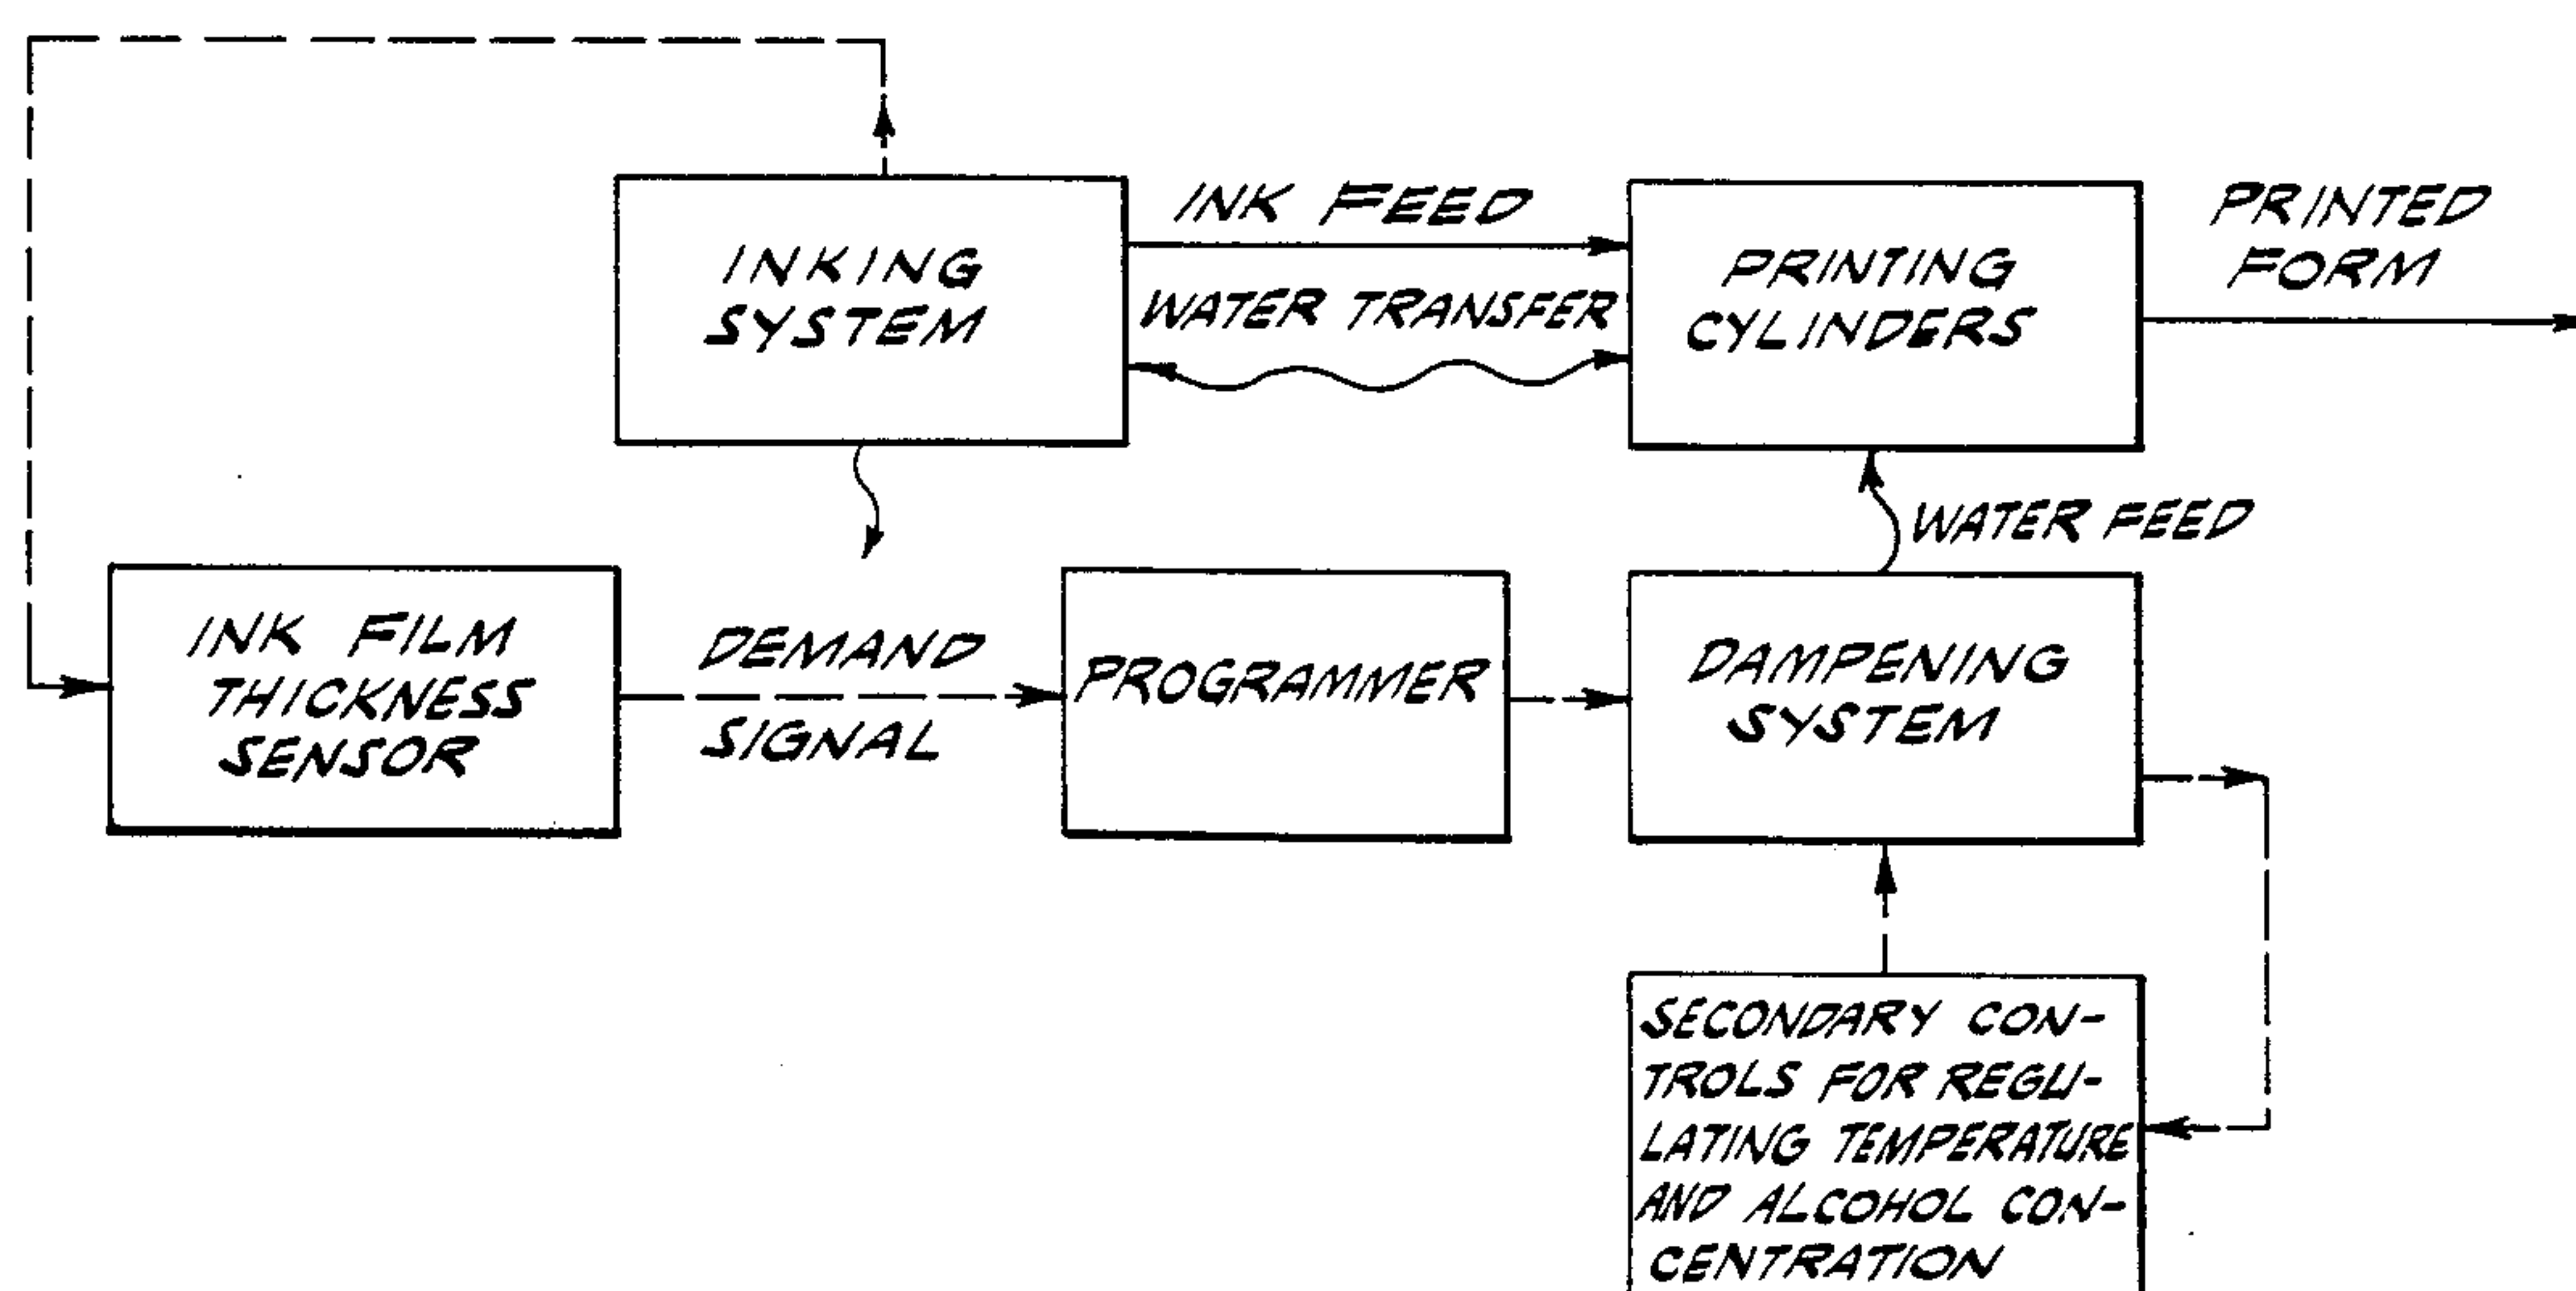 INK FEED
PRINTED
FORM
INKING
SYSTEM
WATER TRANSFER
PRINTING
CYLINDERS
WATER FEED
INK FILM
THICKNESS
SENSOR
DEMAND
SIGNAL
PROGRAMMER
DAMPENING
SYSTEM
SECONDARY CON-
TROLS FOR REGU-
LATING TEMPERATURE
AND ALCOHOL CON-
CENTRATION